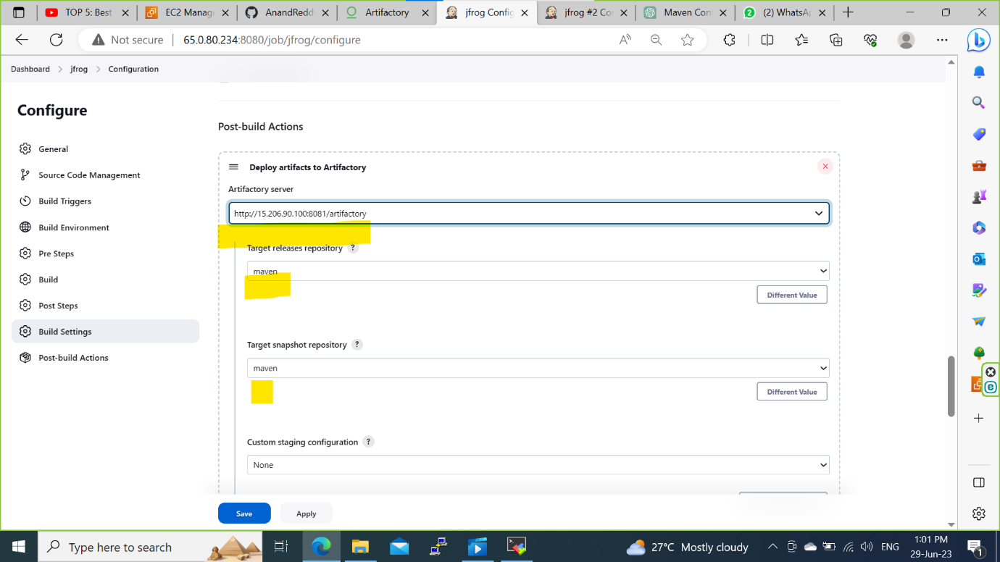 TOP 5: Best
EC2 Manag
AnandRedd
Artifactory
jfrog Config
jfrog #2 Co
Maven Con
(2) WhatsAp
Not secure
65.0.80.234:8080/job/jfrog/configure
Dashboard > jfrog > Configuration
Configure
General
Source Code Management
Build Triggers
Build Environment
Pre Steps
Build
Post Steps
Build Settings
Post-build Actions
Post-build Actions
Deploy artifacts to Artifactory
Artifactory server
http://15.206.90.100:8081/artifactory
Target releases repository ?
maven
Different Value
Target snapshot repository ?
maven
Different Value
Custom staging configuration ?
None
Save
Apply
Type here to search
27°C Mostly cloudy
ENG
1:01 PM
29-Jun-23
1